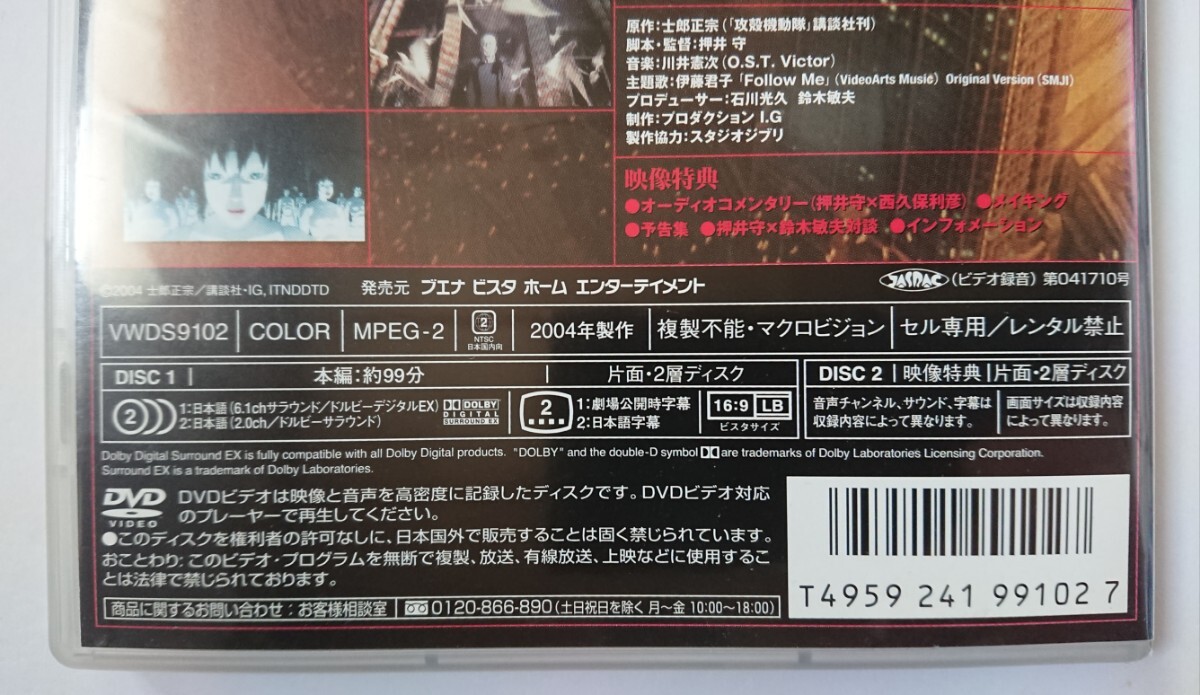 原作：士郎正宗（「攻殻機動隊」講談社刊）
脚本・監督：押井 守
音楽：川井憲次（O.S.T. Victor）
主題歌：伊藤君子「Follow Me」（VideoArts Music） Original Version（SMJI）
プロデューサー：石川光久 鈴木敏夫
制作：プロダクション I.G
製作協力：スタジオジブリ
映像特典
●オーディオコメンタリー（押井守×西久保利彦） ●メイキング
●予告集 ●押井守×鈴木敏夫対談 ●インフォメーション
©2004 士郎正宗／講談社・IG, ITNDDTD 発売元 ブエナ ビスタ ホーム エンターテイメント JASRAC（ビデオ録音）第041710号
VWDS9102 COLOR MPEG-2 2 NTSC 日本国内向 2004年製作 複製不能・マクロビジョン セル専用／レンタル禁止
DISC 1 本編：約99分 片面・2層ディスク
2 1：日本語（6.1chサラウンド／ドルビーデジタルEX）
2：日本語（2.0ch／ドルビーサラウンド）
DOLBY DIGITAL SURROUND EX
2 1：劇場公開時字幕
2：日本語字幕
16:9 LB ビスタサイズ
DISC 2 映像特典 片面・2層ディスク
音声チャンネル、サウンド、字幕は
収録内容によって異なります。
画面サイズは収録内容
によって異なります。
Dolby Digital Surround EX is fully compatible with all Dolby Digital products. "DOLBY" and the double-D symbol are trademarks of Dolby Laboratories Licensing Corporation.
Surround EX is a trademark of Dolby Laboratories.
DVD VIDEO
DVDビデオは映像と音声を高密度に記録したディスクです。DVDビデオ対応
のプレーヤーで再生してください。
●このディスクを権利者の許可なしに、日本国外で販売することは固く禁じられています。
おことわり：このビデオ・プログラムを無断で複製、放送、有線放送、上映などに使用するこ
とは法律で禁じられております。
商品に関するお問い合わせ：お客様相談室 0120-866-890（土日祝日を除く 月〜金 10:00〜18:00）
T4959 241 99102 7